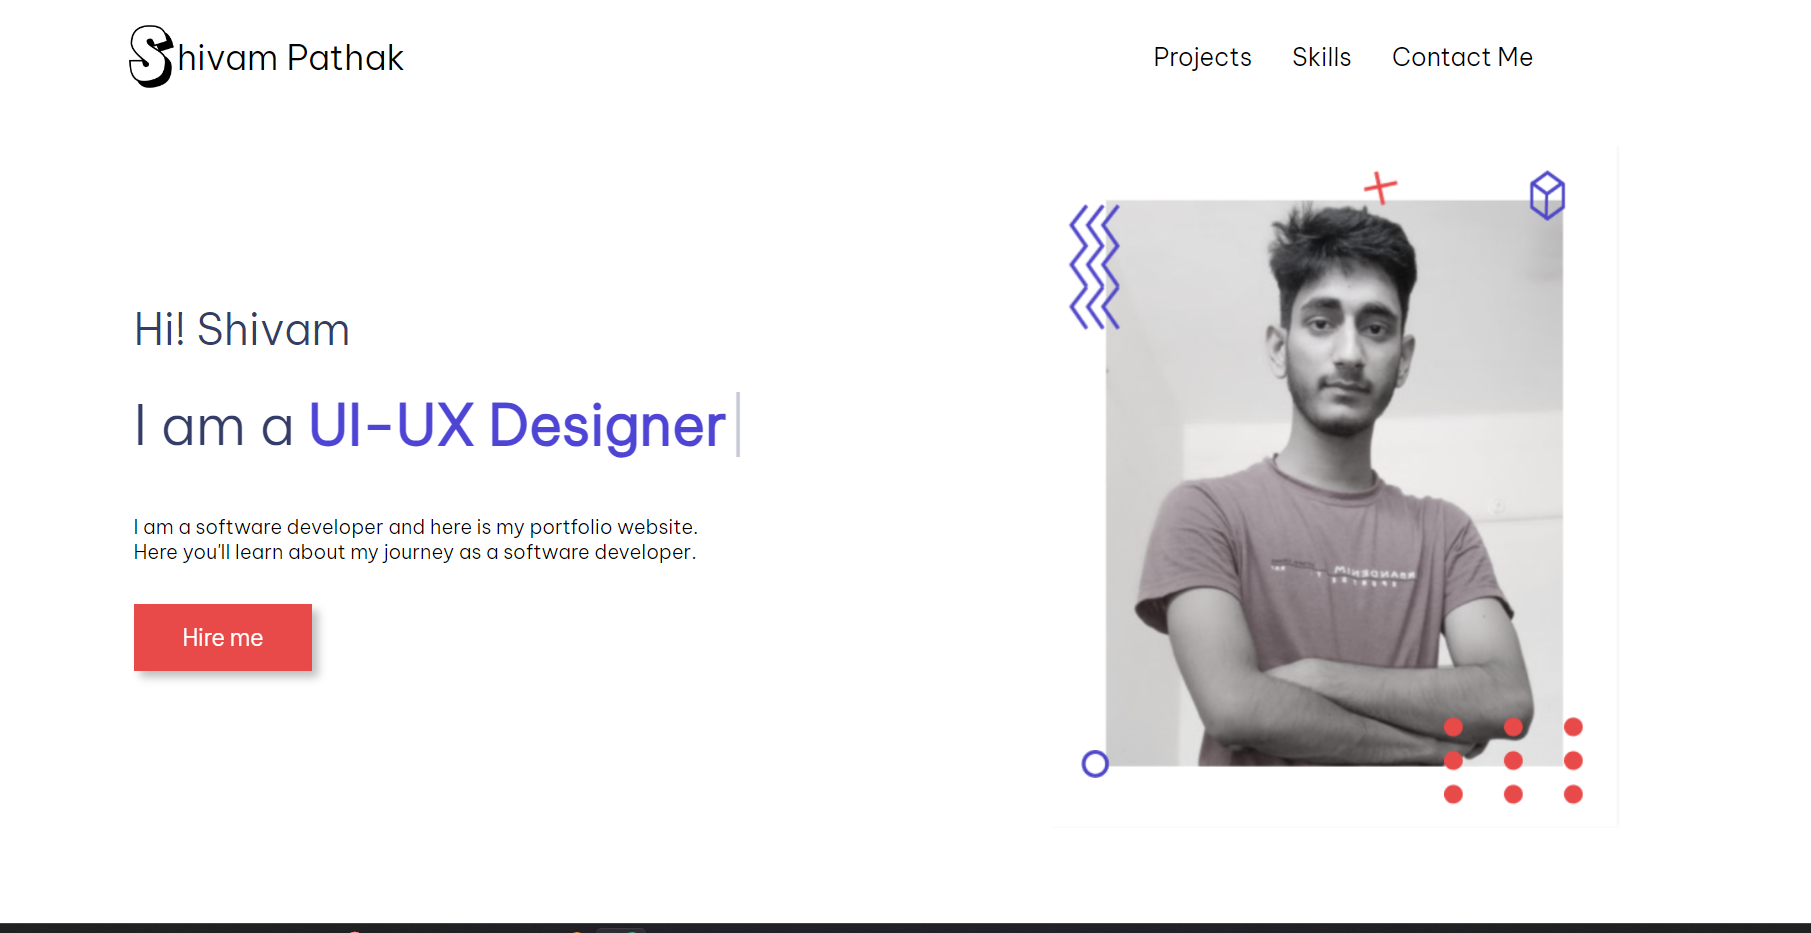 Shivam Pathak
Projects Skills Contact Me
Hi! Shivam
I am a UI-UX Designer
I am a software developer and here is my portfolio website.
Here you'll learn about my journey as a software developer.
Hire me